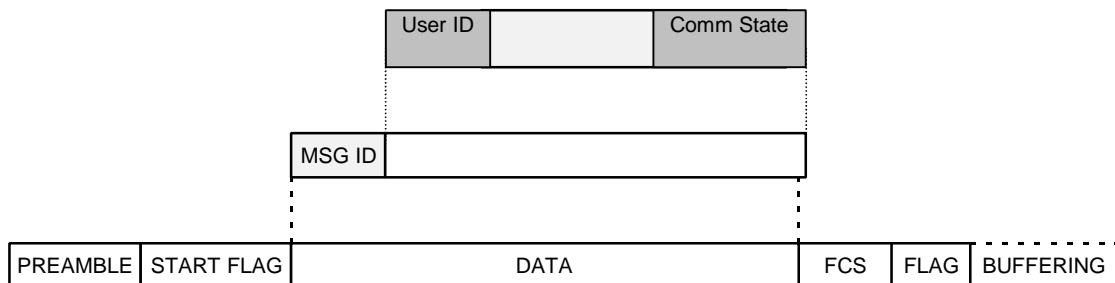 User ID Comm State
MSG ID
PREAMBLE START FLAG DATA FCS FLAG BUFFERING